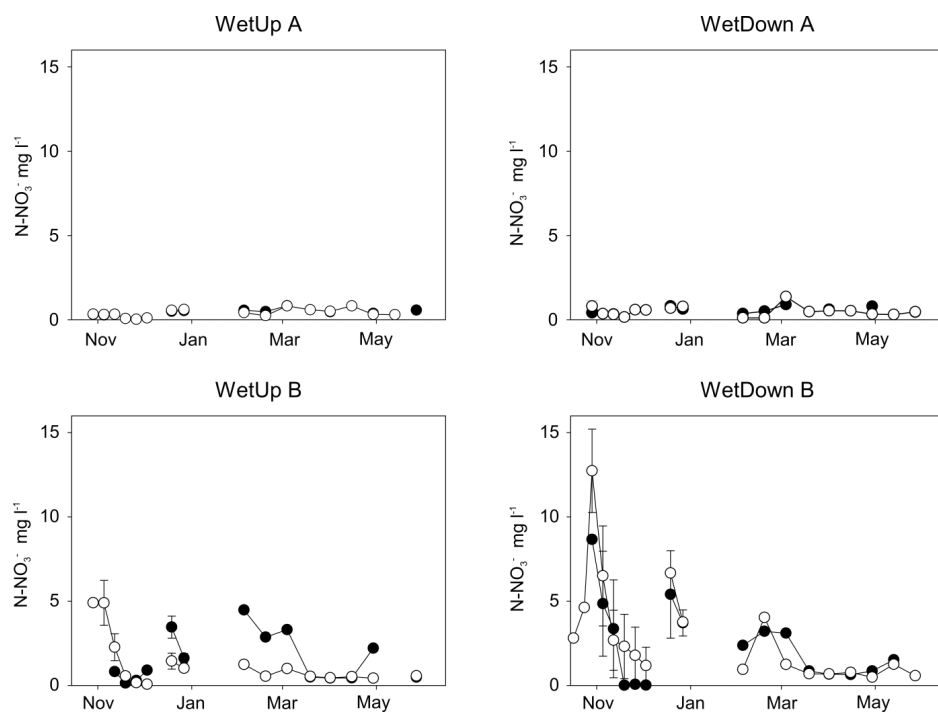 WetUp A
WetDown A
15
10
5
0
N-NO₃⁻ mg l⁻¹
Nov Jan Mar May
15
10
5
0
N-NO₃⁻ mg l⁻¹
Nov Jan Mar May
WetUp B
WetDown B
15
10
5
0
N-NO₃⁻ mg l⁻¹
Nov Jan Mar May
15
10
5
0
N-NO₃⁻ mg l⁻¹
Nov Jan Mar May